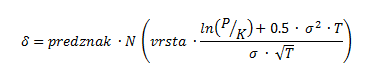 δ = predznak · N ( vrsta · (ln(P/K) + 0.5 · σ² · T) / (σ · √T) )